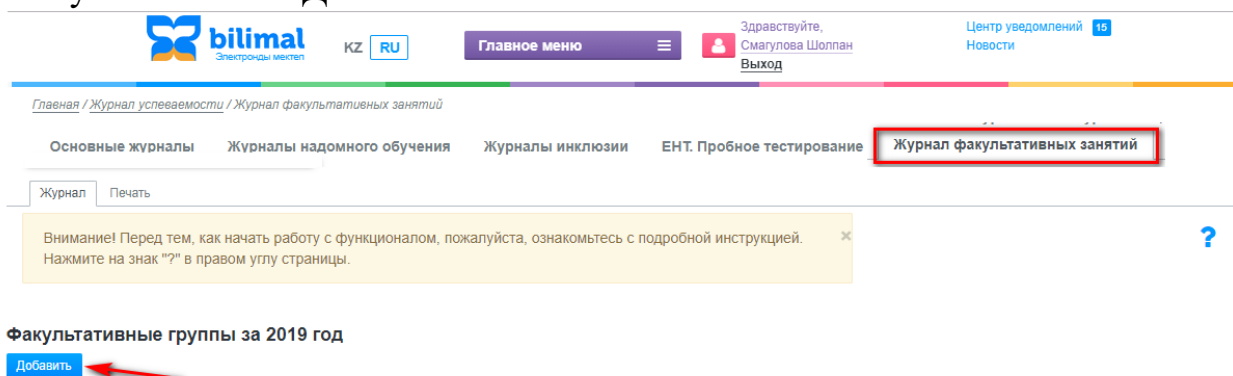 bilimal
Электронды мектеп
KZ RU
Главное меню
Здравствуйте,
Смагулова Шолпан
Выход
Центр уведомлений 15
Новости
Главная / Журнал успеваемости / Журнал факультативных занятий
Основные журналы Журналы надомного обучения Журналы инклюзии ЕНТ. Пробное тестирование Журнал факультативных занятий
Журнал Печать
Внимание! Перед тем, как начать работу с функционалом, пожалуйста, ознакомьтесь с подробной инструкцией. ×
Нажмите на знак "?" в правом углу страницы.
?
Факультативные группы за 2019 год
Добавить